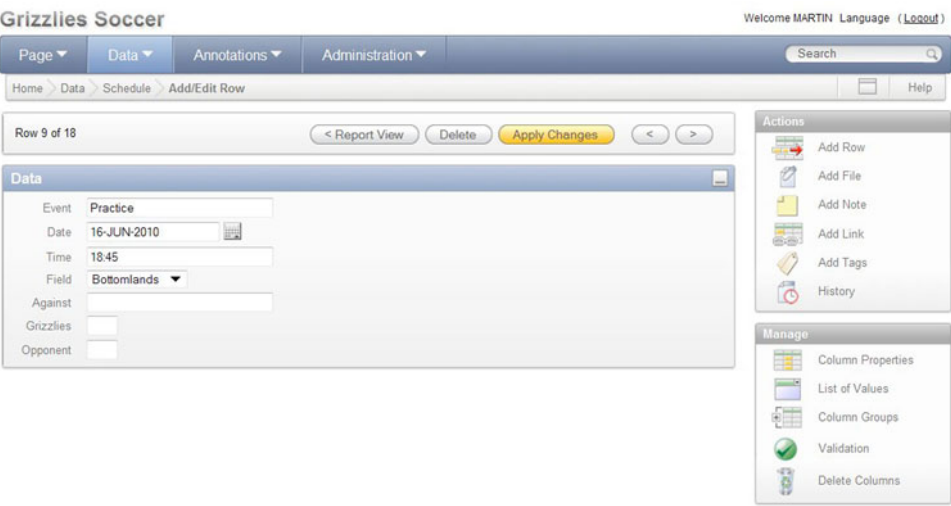 Grizzlies Soccer
Welcome MARTIN Language (Logout)
Page Data Annotations Administration Search
Home Data Schedule Add/Edit Row Help
Row 9 of 18 < Report View Delete Apply Changes < >
Data
Event Practice
Date 16-JUN-2010
Time 18:45
Field Bottomlands
Against
Grizzlies
Opponent
Actions
Add Row
Add File
Add Note
Add Link
Add Tags
History
Manage
Column Properties
List of Values
Column Groups
Validation
Delete Columns